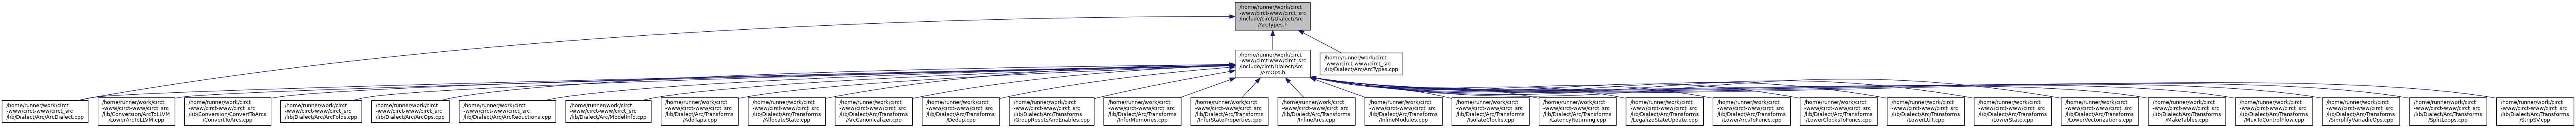 /home/runner/work/circt
-www/circt-www/circt_src
/include/circt/Dialect/Arc
/ArcTypes.h
/home/runner/work/circt
-www/circt-www/circt_src
/include/circt/Dialect/Arc
/ArcOps.h
/home/runner/work/circt
-www/circt-www/circt_src
/lib/Dialect/Arc/ArcTypes.cpp
/home/runner/work/circt
-www/circt-www/circt_src
/lib/Dialect/Arc/ArcDialect.cpp
/home/runner/work/circt
-www/circt-www/circt_src
/lib/Conversion/ArcToLLVM
/LowerArcToLLVM.cpp
/home/runner/work/circt
-www/circt-www/circt_src
/lib/Conversion/ConvertToArcs
/ConvertToArcs.cpp
/home/runner/work/circt
-www/circt-www/circt_src
/lib/Dialect/Arc/ArcFolds.cpp
/home/runner/work/circt
-www/circt-www/circt_src
/lib/Dialect/Arc/ArcOps.cpp
/home/runner/work/circt
-www/circt-www/circt_src
/lib/Dialect/Arc/ArcReductions.cpp
/home/runner/work/circt
-www/circt-www/circt_src
/lib/Dialect/Arc/ModelInfo.cpp
/home/runner/work/circt
-www/circt-www/circt_src
/lib/Dialect/Arc/Transforms
/AddTaps.cpp
/home/runner/work/circt
-www/circt-www/circt_src
/lib/Dialect/Arc/Transforms
/AllocateState.cpp
/home/runner/work/circt
-www/circt-www/circt_src
/lib/Dialect/Arc/Transforms
/ArcCanonicalizer.cpp
/home/runner/work/circt
-www/circt-www/circt_src
/lib/Dialect/Arc/Transforms
/Dedup.cpp
/home/runner/work/circt
-www/circt-www/circt_src
/lib/Dialect/Arc/Transforms
/GroupResetsAndEnables.cpp
/home/runner/work/circt
-www/circt-www/circt_src
/lib/Dialect/Arc/Transforms
/InferMemories.cpp
/home/runner/work/circt
-www/circt-www/circt_src
/lib/Dialect/Arc/Transforms
/InferStateProperties.cpp
/home/runner/work/circt
-www/circt-www/circt_src
/lib/Dialect/Arc/Transforms
/InlineArcs.cpp
/home/runner/work/circt
-www/circt-www/circt_src
/lib/Dialect/Arc/Transforms
/InlineModules.cpp
/home/runner/work/circt
-www/circt-www/circt_src
/lib/Dialect/Arc/Transforms
/IsolateClocks.cpp
/home/runner/work/circt
-www/circt-www/circt_src
/lib/Dialect/Arc/Transforms
/LatencyRetiming.cpp
/home/runner/work/circt
-www/circt-www/circt_src
/lib/Dialect/Arc/Transforms
/LegalizeStateUpdate.cpp
/home/runner/work/circt
-www/circt-www/circt_src
/lib/Dialect/Arc/Transforms
/LowerArcsToFuncs.cpp
/home/runner/work/circt
-www/circt-www/circt_src
/lib/Dialect/Arc/Transforms
/LowerClocksToFuncs.cpp
/home/runner/work/circt
-www/circt-www/circt_src
/lib/Dialect/Arc/Transforms
/LowerLUT.cpp
/home/runner/work/circt
-www/circt-www/circt_src
/lib/Dialect/Arc/Transforms
/LowerState.cpp
/home/runner/work/circt
-www/circt-www/circt_src
/lib/Dialect/Arc/Transforms
/LowerVectorizations.cpp
/home/runner/work/circt
-www/circt-www/circt_src
/lib/Dialect/Arc/Transforms
/MakeTables.cpp
/home/runner/work/circt
-www/circt-www/circt_src
/lib/Dialect/Arc/Transforms
/MuxToControlFlow.cpp
/home/runner/work/circt
-www/circt-www/circt_src
/lib/Dialect/Arc/Transforms
/SimplifyVariadicOps.cpp
/home/runner/work/circt
-www/circt-www/circt_src
/lib/Dialect/Arc/Transforms
/SplitLoops.cpp
/home/runner/work/circt
-www/circt-www/circt_src
/lib/Dialect/Arc/Transforms
/StripSV.cpp